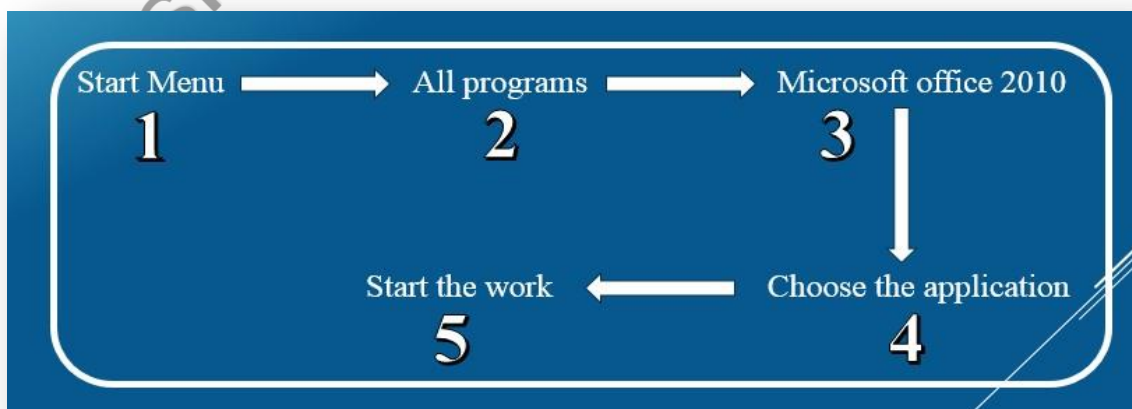 Start Menu All programs Microsoft office 2010
1 2 3
Start the work Choose the application
5 4